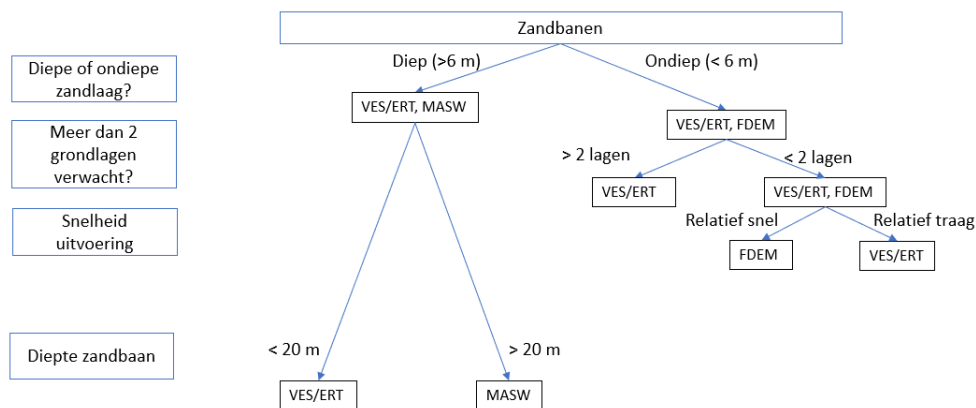 Zandbanen
Diepe of ondiepe
zandlaag?
Diep (>6 m)
Ondiep (< 6 m)
VES/ERT, MASW
VES/ERT, FDEM
Meer dan 2
grondlagen
verwacht?
> 2 lagen
< 2 lagen
VES/ERT
VES/ERT, FDEM
Snelheid
uitvoering
Relatief snel
Relatief traag
FDEM
VES/ERT
Diepte zandbaan
< 20 m
> 20 m
VES/ERT
MASW